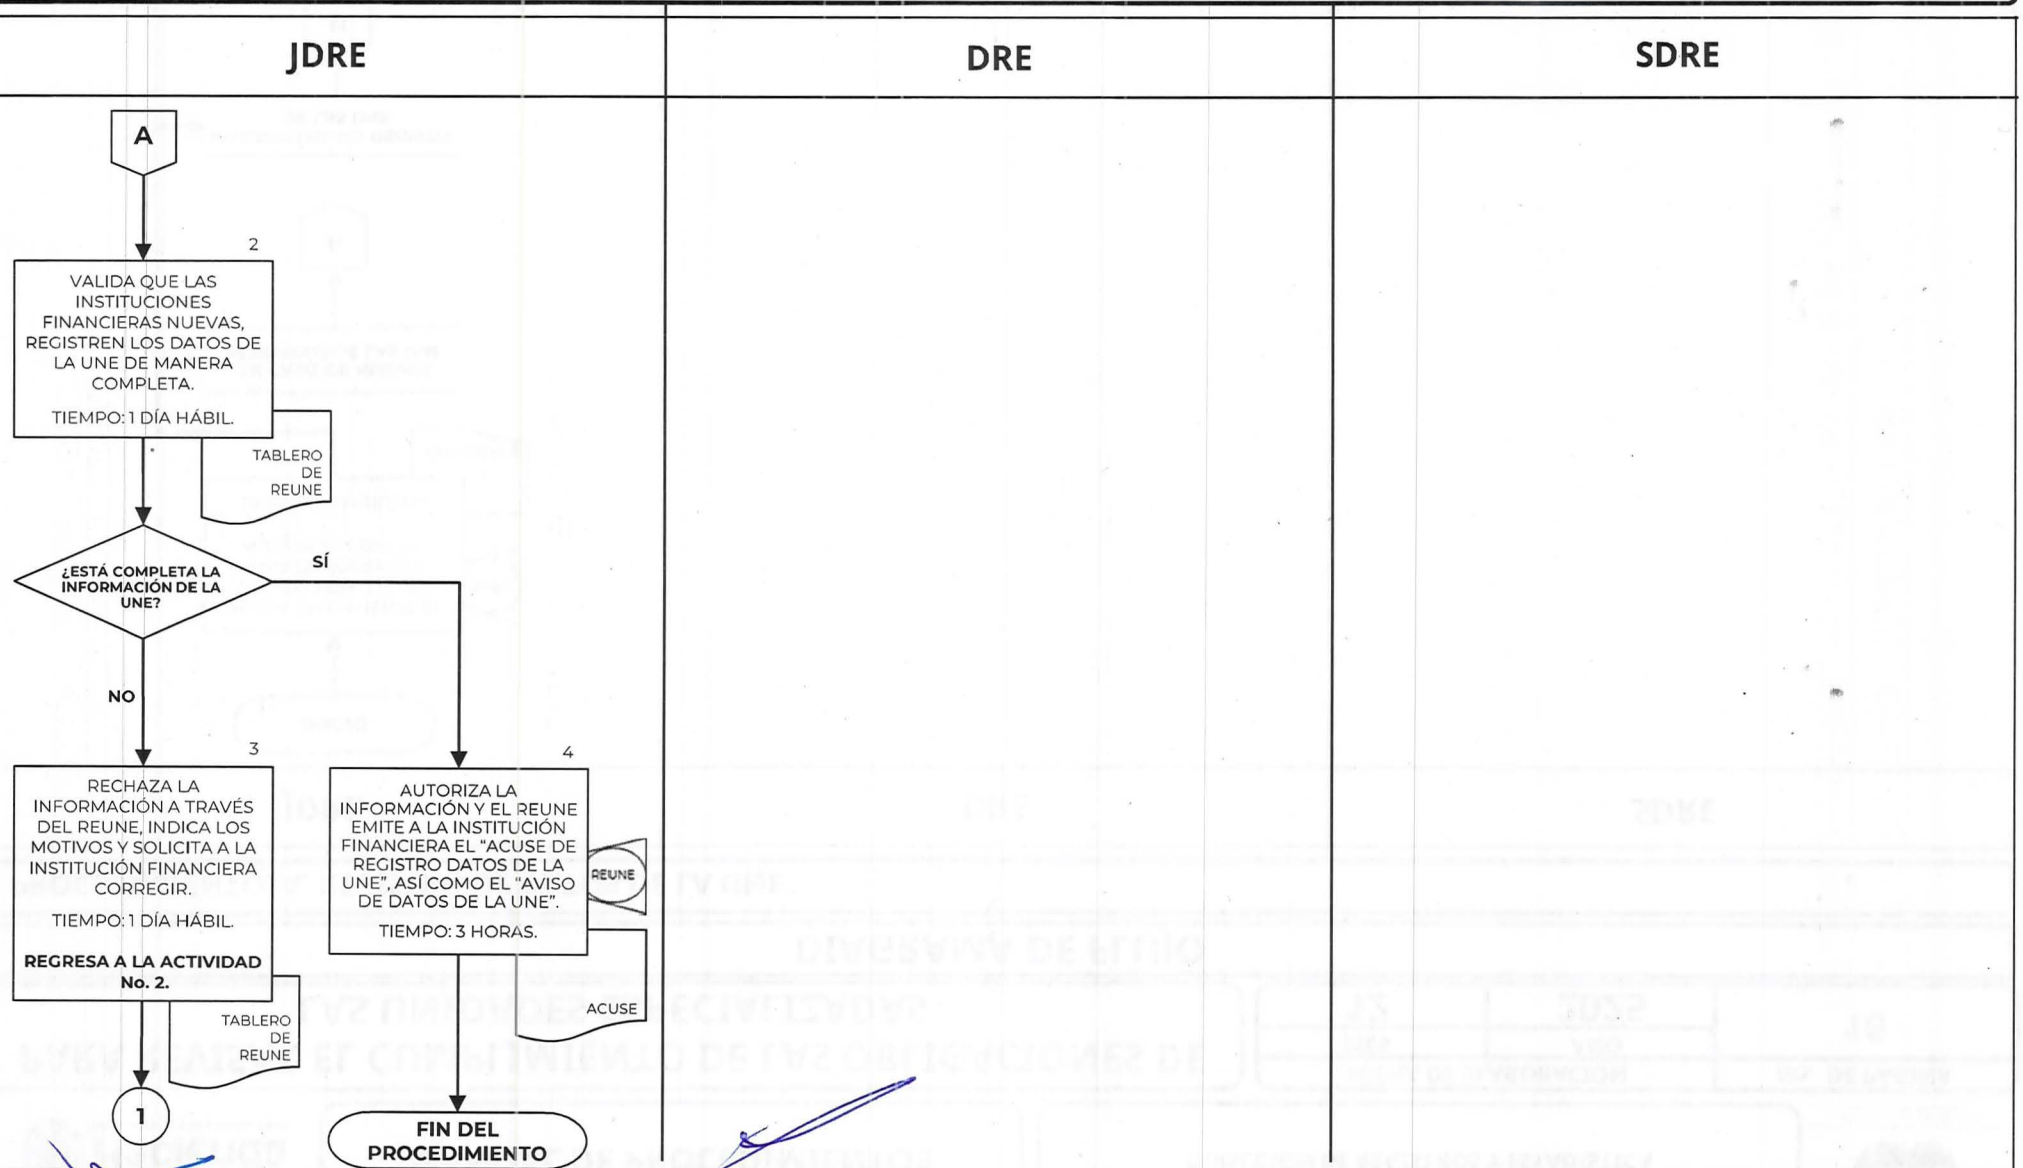 JDRE
DRE
SDRE
A
2
VALIDA QUE LAS
INSTITUCIONES
FINANCIERAS NUEVAS,
REGISTREN LOS DATOS DE
LA UNE DE MANERA
COMPLETA.
TIEMPO: 1 DÍA HÁBIL.
TABLERO
DE
REUNE
¿ESTÁ COMPLETA LA
INFORMACIÓN DE LA
UNE?
SÍ
NO
3
RECHAZA LA
INFORMACIÓN A TRAVÉS
DEL REUNE, INDICA LOS
MOTIVOS Y SOLICITA A LA
INSTITUCIÓN FINANCIERA
CORREGIR.
TIEMPO: 1 DÍA HÁBIL.
REGRESA A LA ACTIVIDAD
No. 2.
TABLERO
DE
REUNE
1
4
AUTORIZA LA
INFORMACIÓN Y EL REUNE
EMITE A LA INSTITUCIÓN
FINANCIERA EL “ACUSE DE
REGISTRO DATOS DE LA
UNE”, ASÍ COMO EL “AVISO
DE DATOS DE LA UNE”.
TIEMPO: 3 HORAS.
REUNE
ACUSE
FIN DEL
PROCEDIMIENTO